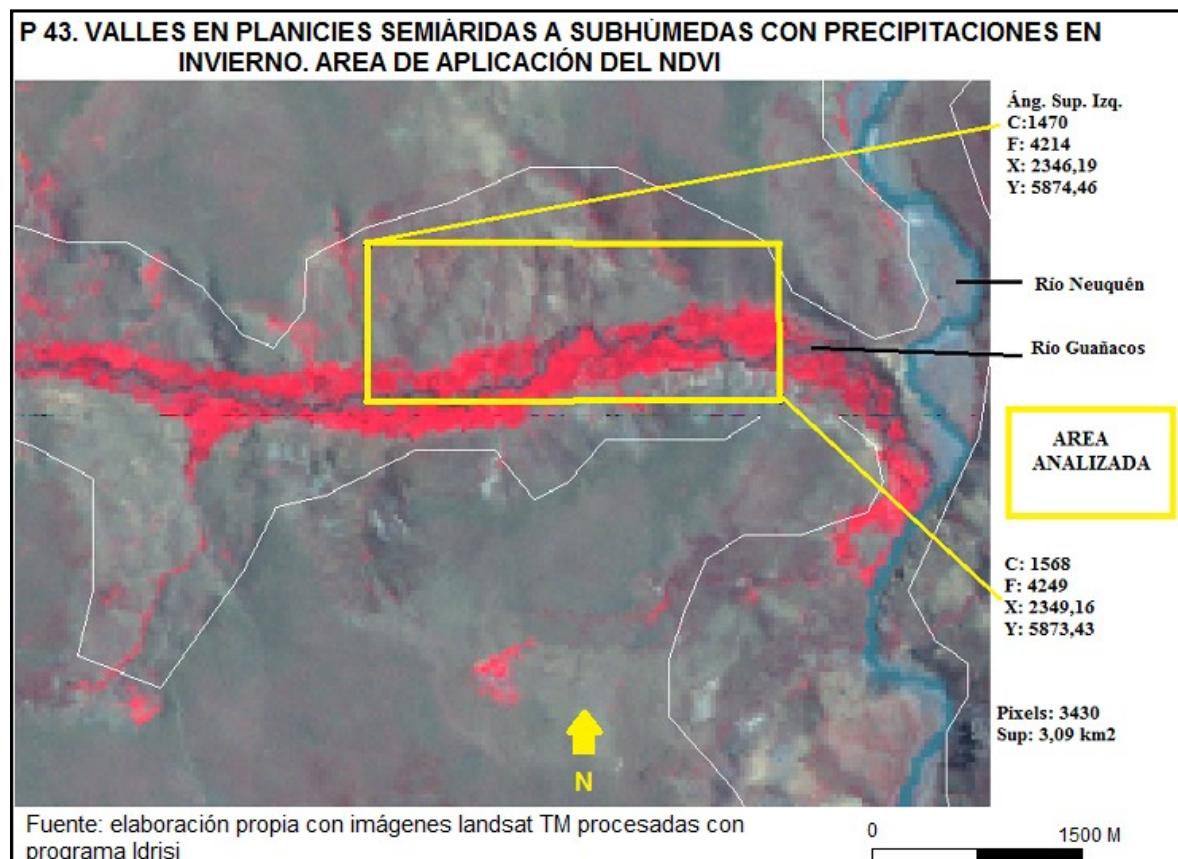 P 43. VALLES EN PLANICIES SEMIÁRIDAS A SUBHÚMEDAS CON PRECIPITACIONES EN
INVIERNO. AREA DE APLICACIÓN DEL NDVI
Áng. Sup. Izq.
C:1470
F: 4214
X: 2346,19
Y: 5874,46
Río Neuquén
Río Guañacos
AREA
ANALIZADA
C: 1568
F: 4249
X: 2349,16
Y: 5873,43
Pixels: 3430
Sup: 3,09 km2
N
Fuente: elaboración propia con imágenes landsat TM procesadas con
programa Idrisi
0 1500 M